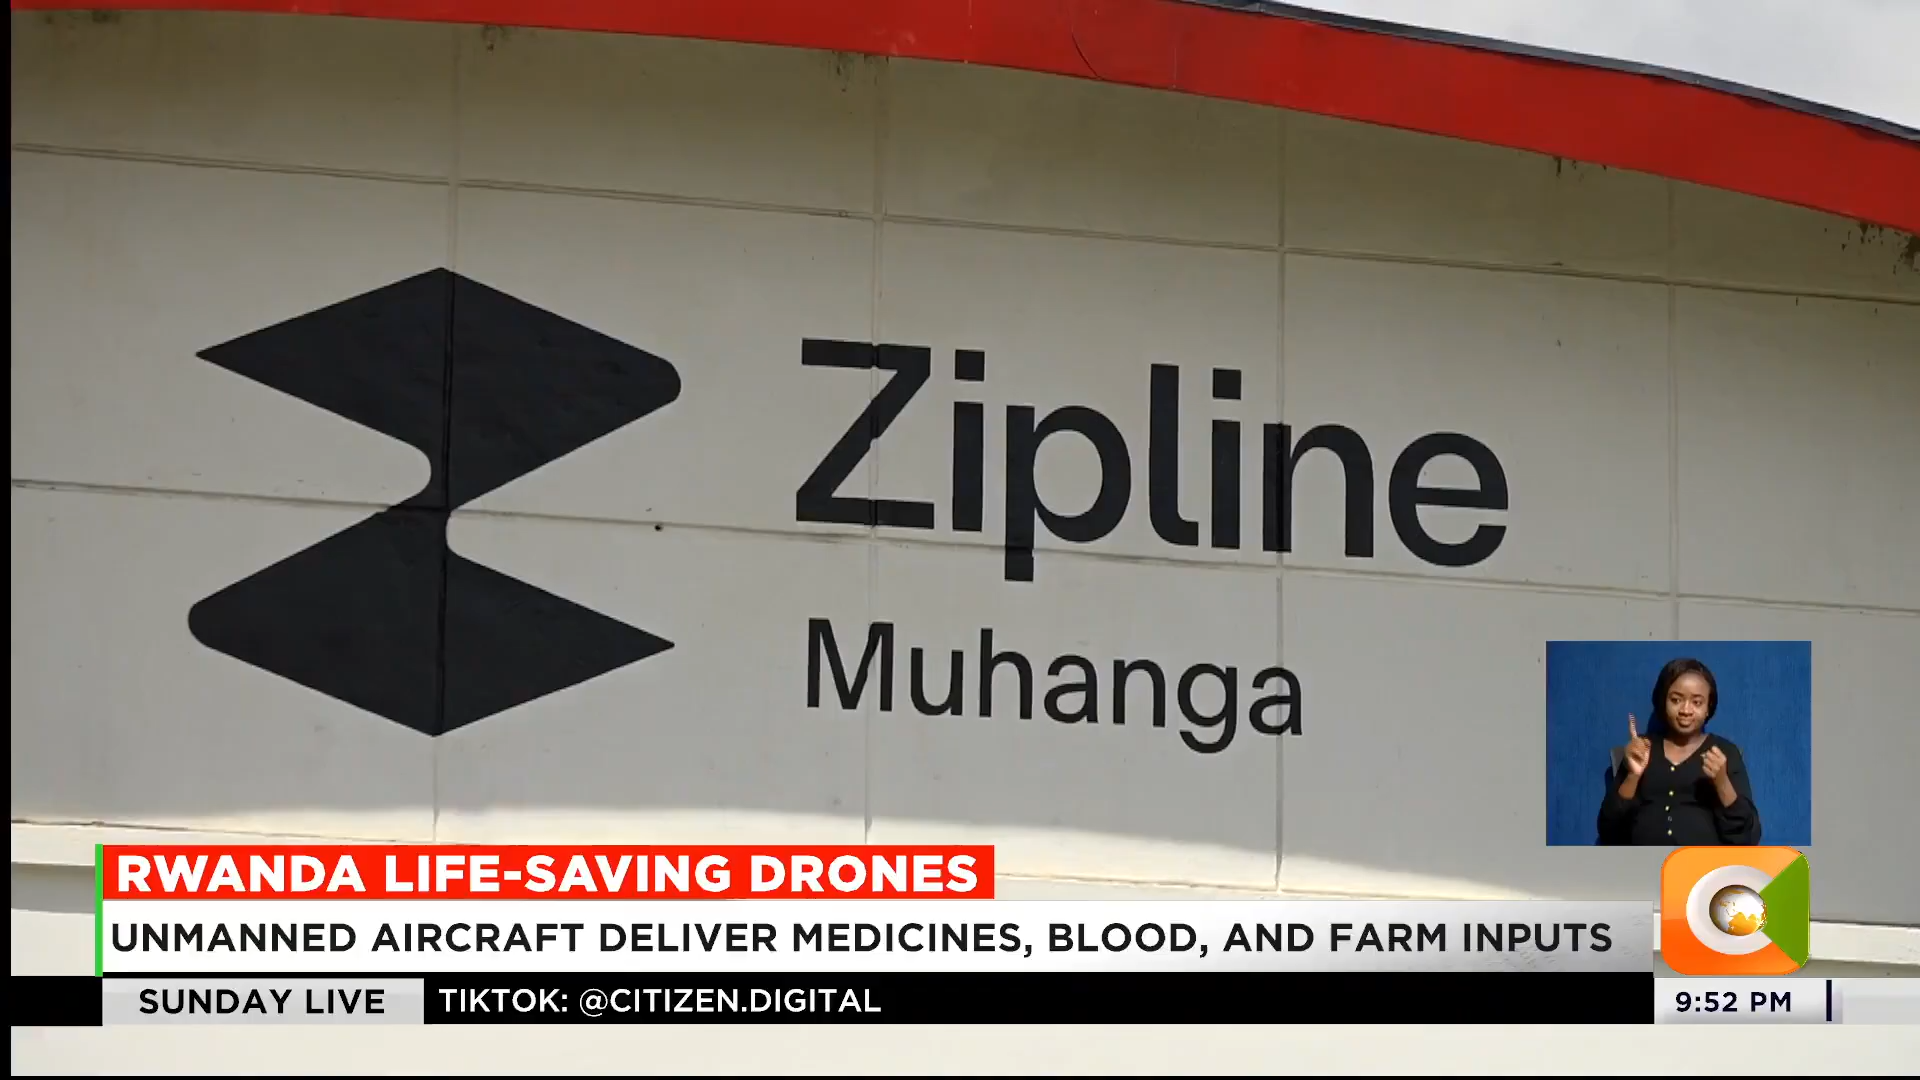 Zipline
Muhanga
RWANDA LIFE-SAVING DRONES
UNMANNED AIRCRAFT DELIVER MEDICINES, BLOOD, AND FARM INPUTS
SUNDAY LIVE
TIKTOK: @CITIZEN.DIGITAL
9:52 PM